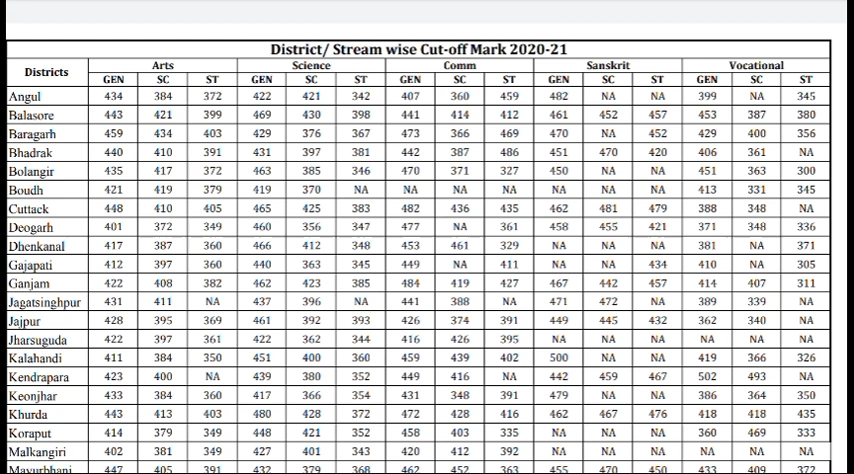 District/ Stream wise Cut-off Mark 2020-21
Districts Arts Science Comm Sanskrit Vocational
GEN SC ST GEN SC ST GEN SC ST GEN SC ST GEN SC ST
Angul 434 384 372 422 421 342 407 360 459 482 NA NA 399 NA 345
Balasore 443 421 399 469 430 398 441 414 412 461 452 457 453 387 380
Baragarh 459 434 403 429 376 367 473 366 469 470 NA 452 429 400 356
Bhadrak 440 410 391 431 397 381 442 387 486 451 470 420 406 361 NA
Bolangir 435 417 372 463 385 346 470 371 327 450 NA NA 451 363 300
Boudh 421 419 379 419 370 NA NA NA NA NA NA NA 413 331 345
Cuttack 448 410 405 465 425 383 482 436 435 462 481 479 388 348 NA
Deogarh 401 372 349 460 356 347 477 NA 361 458 455 421 371 348 336
Dhenkanal 417 387 360 466 412 348 453 461 329 NA NA NA 381 NA 371
Gajapati 412 397 360 440 363 345 449 NA 411 NA NA 434 410 NA 305
Ganjam 422 408 382 462 423 385 484 419 427 467 442 457 414 407 311
Jagatsinghpur 431 411 NA 437 396 NA 441 388 NA 471 472 NA 389 339 NA
Jajpur 428 395 369 461 392 393 426 374 391 449 445 432 362 340 NA
Jharsuguda 422 397 361 422 362 344 416 426 395 NA NA NA NA NA NA
Kalahandi 411 384 350 451 400 360 459 439 402 500 NA NA 419 366 326
Kendrapara 423 400 NA 439 380 352 449 416 NA 442 459 467 502 493 NA
Keonjhar 433 384 360 417 366 354 431 348 391 479 NA NA 386 364 350
Khurda 443 413 403 480 428 372 472 428 416 462 467 476 418 418 435
Koraput 414 379 349 448 421 352 458 403 335 NA NA NA 360 469 333
Malkangiri 402 381 349 427 401 343 420 412 392 NA NA NA NA NA NA
Mayurbhanj 447 405 391 432 379 368 462 452 363 455 470 450 433 409 372